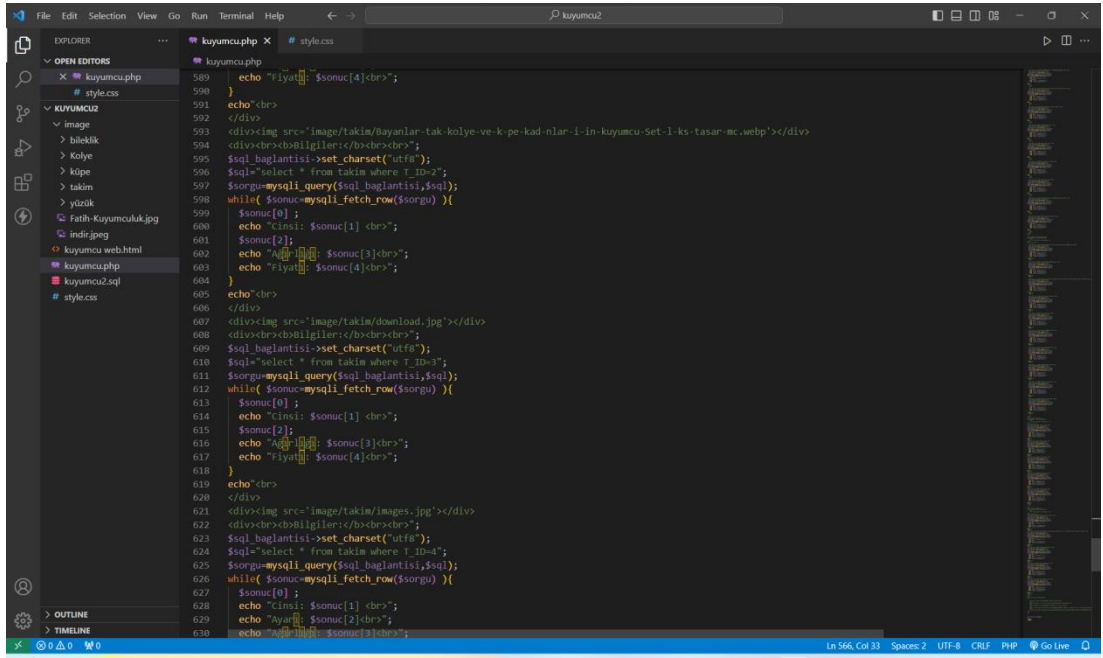 File Edit Selection View Go Run Terminal Help
kuyumcu2
EXPLORER
kuyumcu.php
# style.css
OPEN EDITORS
kuyumcu.php
# style.css
KUYUMCU2
image
bileklik
Kolye
küpe
takim
yüzük
Fatih-Kuyumculuk.jpg
indir.jpeg
kuyumcu web.html
kuyumcu.php
kuyumcu2.sql
# style.css
OUTLINE
TIMELINE
kuyumcu.php
589 echo "Fiyatı: $sonuc[4]<br>";
590 }
591 echo"<br>
592 </div>
593 <div><img src='image/takim/Bayanlar-tak-kolye-ve-k-pe-kad-nlar-i-in-kuyumcu-Set-l-ks-tasar-mc.webp'></div>
594 <div><br><b>Bilgiler:</b><br><br>";
595 $sql_baglantisi->set_charset("utf8");
596 $sql="select * from takim where T_ID=2";
597 $sorgu=mysqli_query($sql_baglantisi,$sql);
598 while( $sonuc=mysqli_fetch_row($sorgu) ){
599 $sonuc[0] ;
600 echo "Cinsi: $sonuc[1] <br>";
601 $sonuc[2];
602 echo "Ağırlığı: $sonuc[3]<br>";
603 echo "Fiyatı: $sonuc[4]<br>";
604 }
605 echo"<br>
606 </div>
607 <div><img src='image/takim/download.jpg'></div>
608 <div><br><b>Bilgiler:</b><br><br>";
609 $sql_baglantisi->set_charset("utf8");
610 $sql="select * from takim where T_ID=3";
611 $sorgu=mysqli_query($sql_baglantisi,$sql);
612 while( $sonuc=mysqli_fetch_row($sorgu) ){
613 $sonuc[0] ;
614 echo "Cinsi: $sonuc[1] <br>";
615 $sonuc[2];
616 echo "Ağırlığı: $sonuc[3]<br>";
617 echo "Fiyatı: $sonuc[4]<br>";
618 }
619 echo"<br>
620 </div>
621 <div><img src='image/takim/images.jpg'></div>
622 <div><br><b>Bilgiler:</b><br><br>";
623 $sql_baglantisi->set_charset("utf8");
624 $sql="select * from takim where T_ID=4";
625 $sorgu=mysqli_query($sql_baglantisi,$sql);
626 while( $sonuc=mysqli_fetch_row($sorgu) ){
627 $sonuc[0] ;
628 echo "Cinsi: $sonuc[1] <br>";
629 echo "Ayarı: $sonuc[2]<br>";
630 echo "Ağırlığı: $sonuc[3]<br>";
0 0 0 Ln 566, Col 33 Spaces: 2 UTF-8 CRLF PHP Go Live